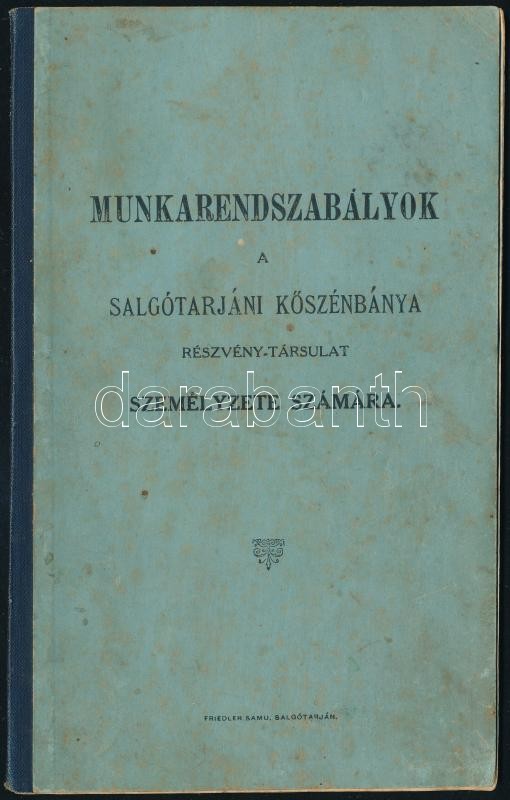 MUNKARENDSZABÁLYOK
A
SALGÓTARJÁNI KŐSZÉNBÁNYA
RÉSZVÉNY-TÁRSULAT
SZEMÉLYZETE SZÁMÁRA.
darabanth
FRIEDLER SAMU, SALGÓTARJÁN.